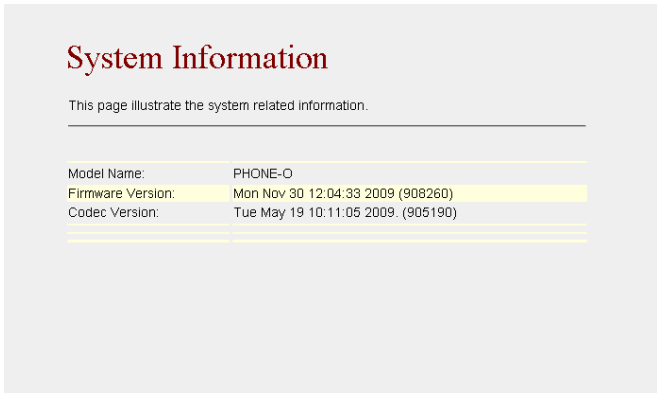 System Information
This page illustrate the system related information.
Model Name: PHONE-O
Firmware Version: Mon Nov 30 12:04:33 2009 (908260)
Codec Version: Tue May 19 10:11:05 2009. (905190)